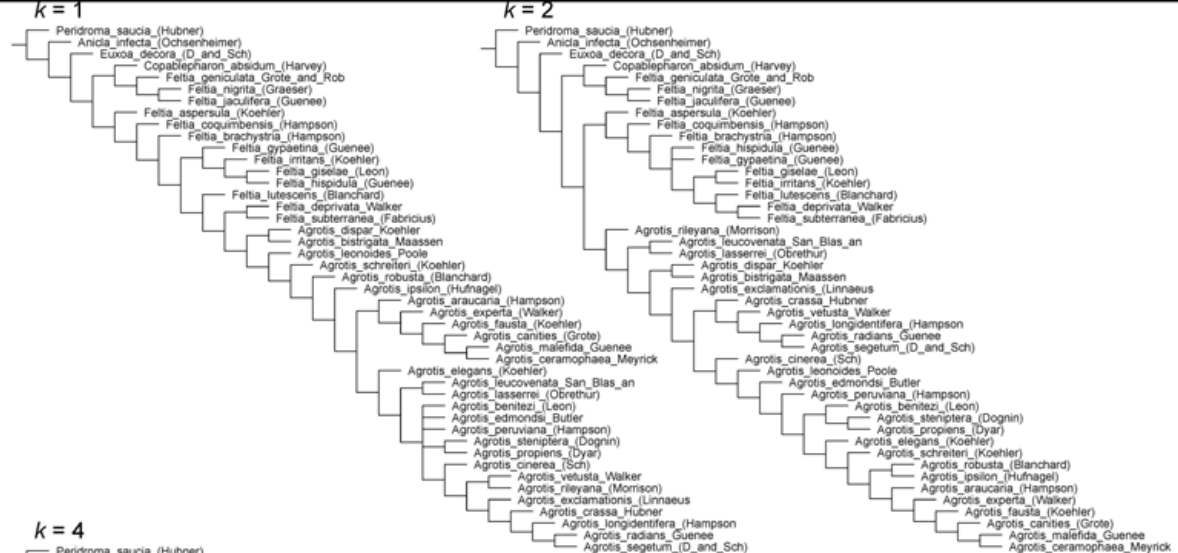 k = 1
Peridroma_saucia_(Hubner)
Anicla_infecta_(Ochsenheimer)
Euxoa_decora_(D_and_Sch)
Copablepharon_absidum_(Harvey)
Feltia_geniculata_Grote_and_Rob
Feltia_nigrita_(Graeser)
Feltia_jaculifera_(Guenee)
Feltia_aspersula_(Koehler)
Feltia_coquimbensis_(Hampson)
Feltia_brachystria_(Hampson)
Feltia_gypaetina_(Guenee)
Feltia_irritans_(Koehler)
Feltia_giselae_(Leon)
Feltia_hispidula_(Guenee)
Feltia_lutescens_(Blanchard)
Feltia_deprivata_Walker
Feltia_subterranea_(Fabricius)
Agrotis_dispar_Koehler
Agrotis_bistrigata_Maassen
Agrotis_leonoides_Poole
Agrotis_schreiteri_(Koehler)
Agrotis_robusta_(Blanchard)
Agrotis_ipsilon_(Hufnagel)
Agrotis_araucaria_(Hampson)
Agrotis_experta_(Walker)
Agrotis_fausta_(Koehler)
Agrotis_canities_(Grote)
Agrotis_malefida_Guenee
Agrotis_ceramophaea_Meyrick
Agrotis_elegans_(Koehler)
Agrotis_leucovenata_San_Blas_an
Agrotis_lasserrei_(Obrethur)
Agrotis_benitezi_(Leon)
Agrotis_edmondsi_Butler
Agrotis_peruviana_(Hampson)
Agrotis_steniptera_(Dognin)
Agrotis_propiens_(Dyar)
Agrotis_cinerea_(Sch)
Agrotis_vetusta_Walker
Agrotis_rileyana_(Morrison)
Agrotis_exclamationis_(Linnaeus
Agrotis_crassa_Hubner
Agrotis_longidentifera_(Hampson
Agrotis_radians_Guenee
Agrotis_segetum_(D_and_Sch)
k = 2
Peridroma_saucia_(Hubner)
Anicla_infecta_(Ochsenheimer)
Euxoa_decora_(D_and_Sch)
Copablepharon_absidum_(Harvey)
Feltia_geniculata_Grote_and_Rob
Feltia_nigrita_(Graeser)
Feltia_jaculifera_(Guenee)
Feltia_aspersula_(Koehler)
Feltia_coquimbensis_(Hampson)
Feltia_brachystria_(Hampson)
Feltia_hispidula_(Guenee)
Feltia_gypaetina_(Guenee)
Feltia_giselae_(Leon)
Feltia_irritans_(Koehler)
Feltia_lutescens_(Blanchard)
Feltia_deprivata_Walker
Feltia_subterranea_(Fabricius)
Agrotis_rileyana_(Morrison)
Agrotis_leucovenata_San_Blas_an
Agrotis_lasserrei_(Obrethur)
Agrotis_dispar_Koehler
Agrotis_bistrigata_Maassen
Agrotis_exclamationis_(Linnaeus
Agrotis_crassa_Hubner
Agrotis_vetusta_Walker
Agrotis_longidentifera_(Hampson
Agrotis_radians_Guenee
Agrotis_segetum_(D_and_Sch)
Agrotis_cinerea_(Sch)
Agrotis_leonoides_Poole
Agrotis_edmondsi_Butler
Agrotis_peruviana_(Hampson)
Agrotis_benitezi_(Leon)
Agrotis_steniptera_(Dognin)
Agrotis_propiens_(Dyar)
Agrotis_elegans_(Koehler)
Agrotis_schreiteri_(Koehler)
Agrotis_robusta_(Blanchard)
Agrotis_ipsilon_(Hufnagel)
Agrotis_araucaria_(Hampson)
Agrotis_experta_(Walker)
Agrotis_fausta_(Koehler)
Agrotis_canities_(Grote)
Agrotis_malefida_Guenee
Agrotis_ceramophaea_Meyrick
k = 4
Peridroma_saucia_(Hubner)